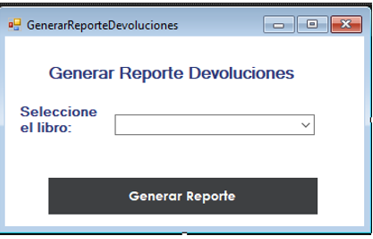 GenerarReporteDevoluciones
Generar Reporte Devoluciones
Seleccione
el libro:
Generar Reporte